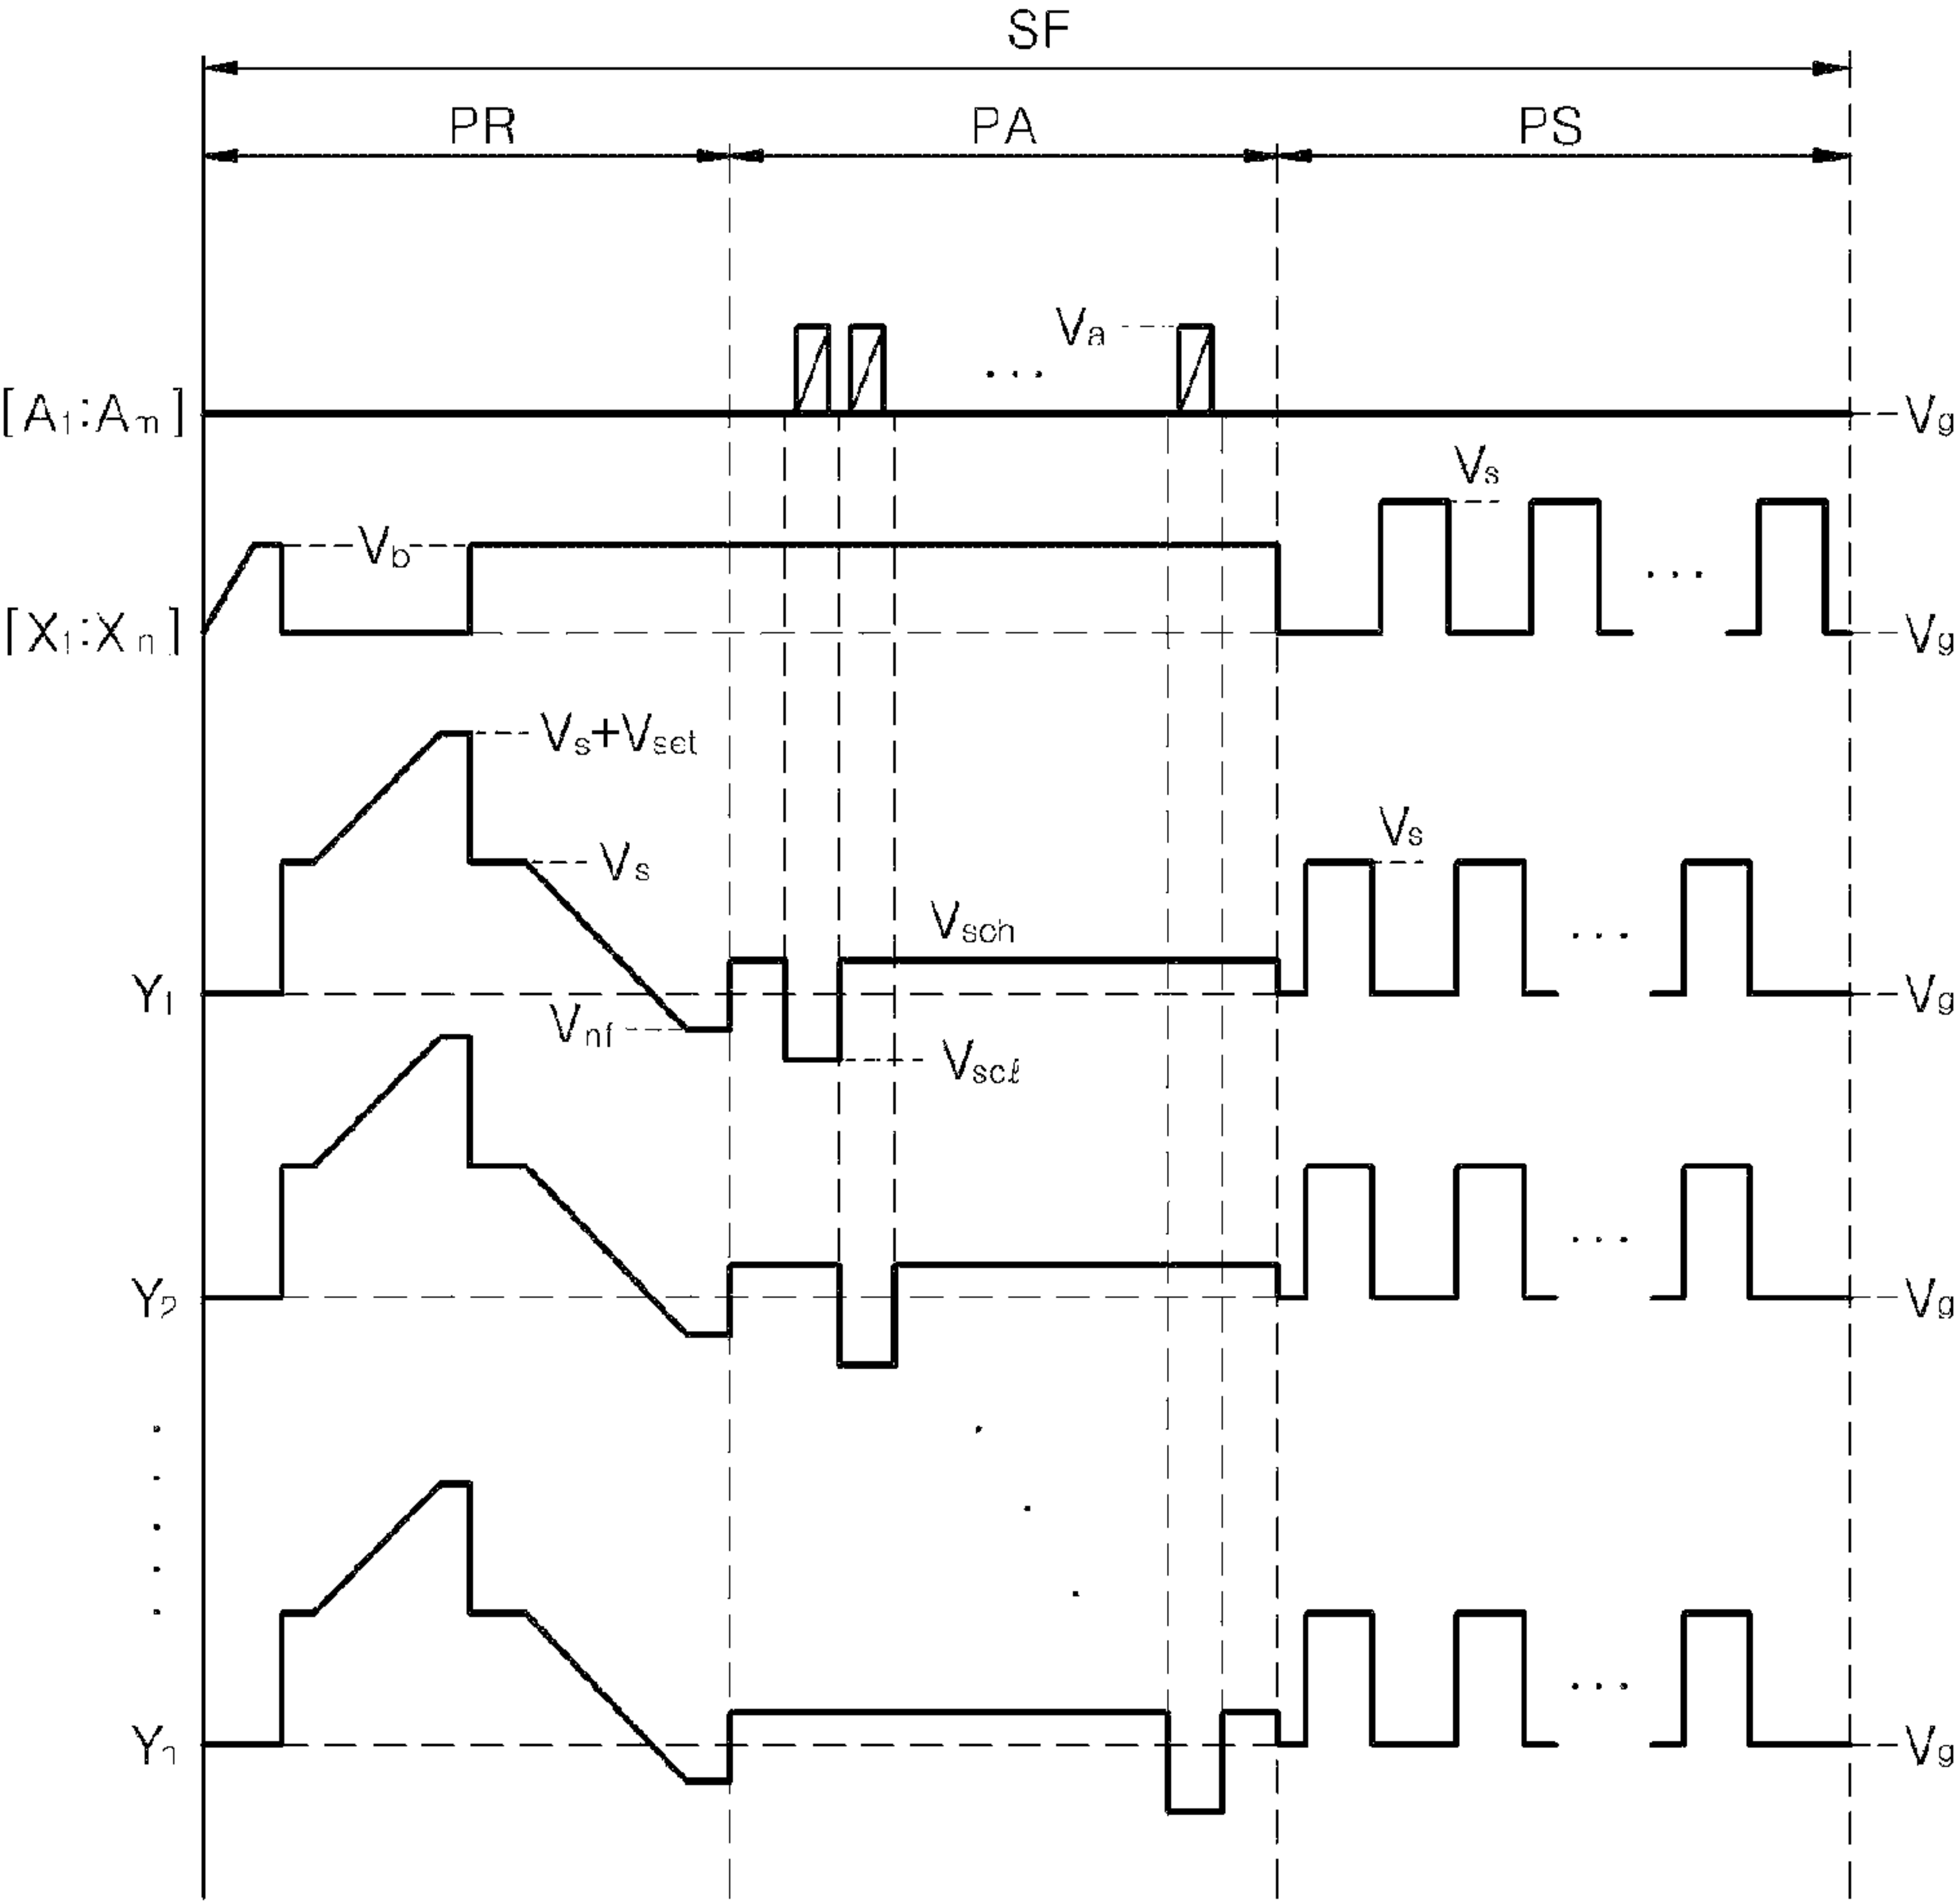 SF
PR PA PS
Va
[A1:Am] Vg
Vs
Vb
[X1:Xn] Vg
Vs+Vset
Vs Vs
Vsch
Y1 Vg
Vnf
Vscℓ
Y2 Vg
Yn Vg